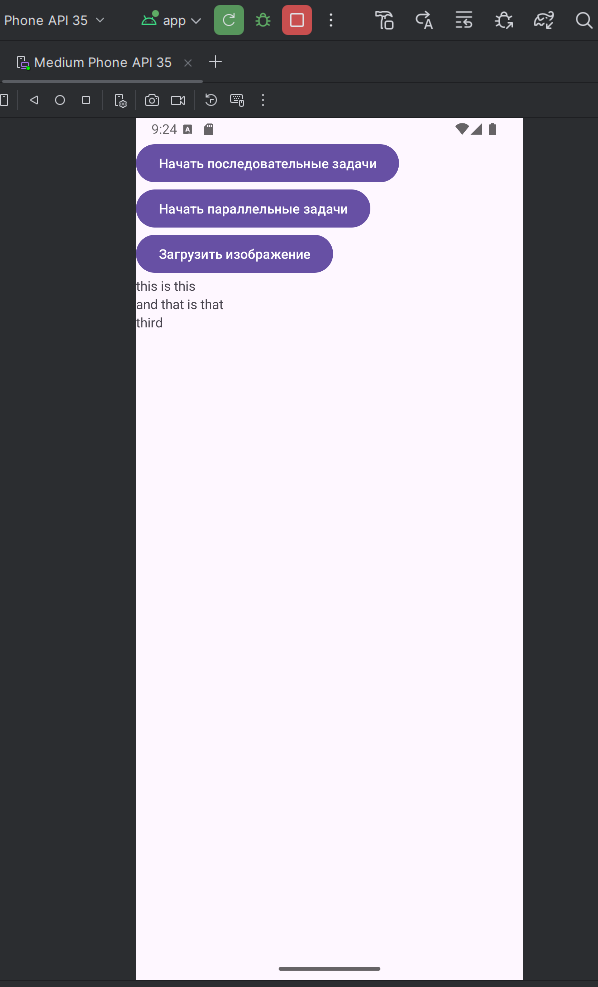 Phone API 35
app
Medium Phone API 35
9:24
Начать последовательные задачи
Начать параллельные задачи
Загрузить изображение
this is this
and that is that
third